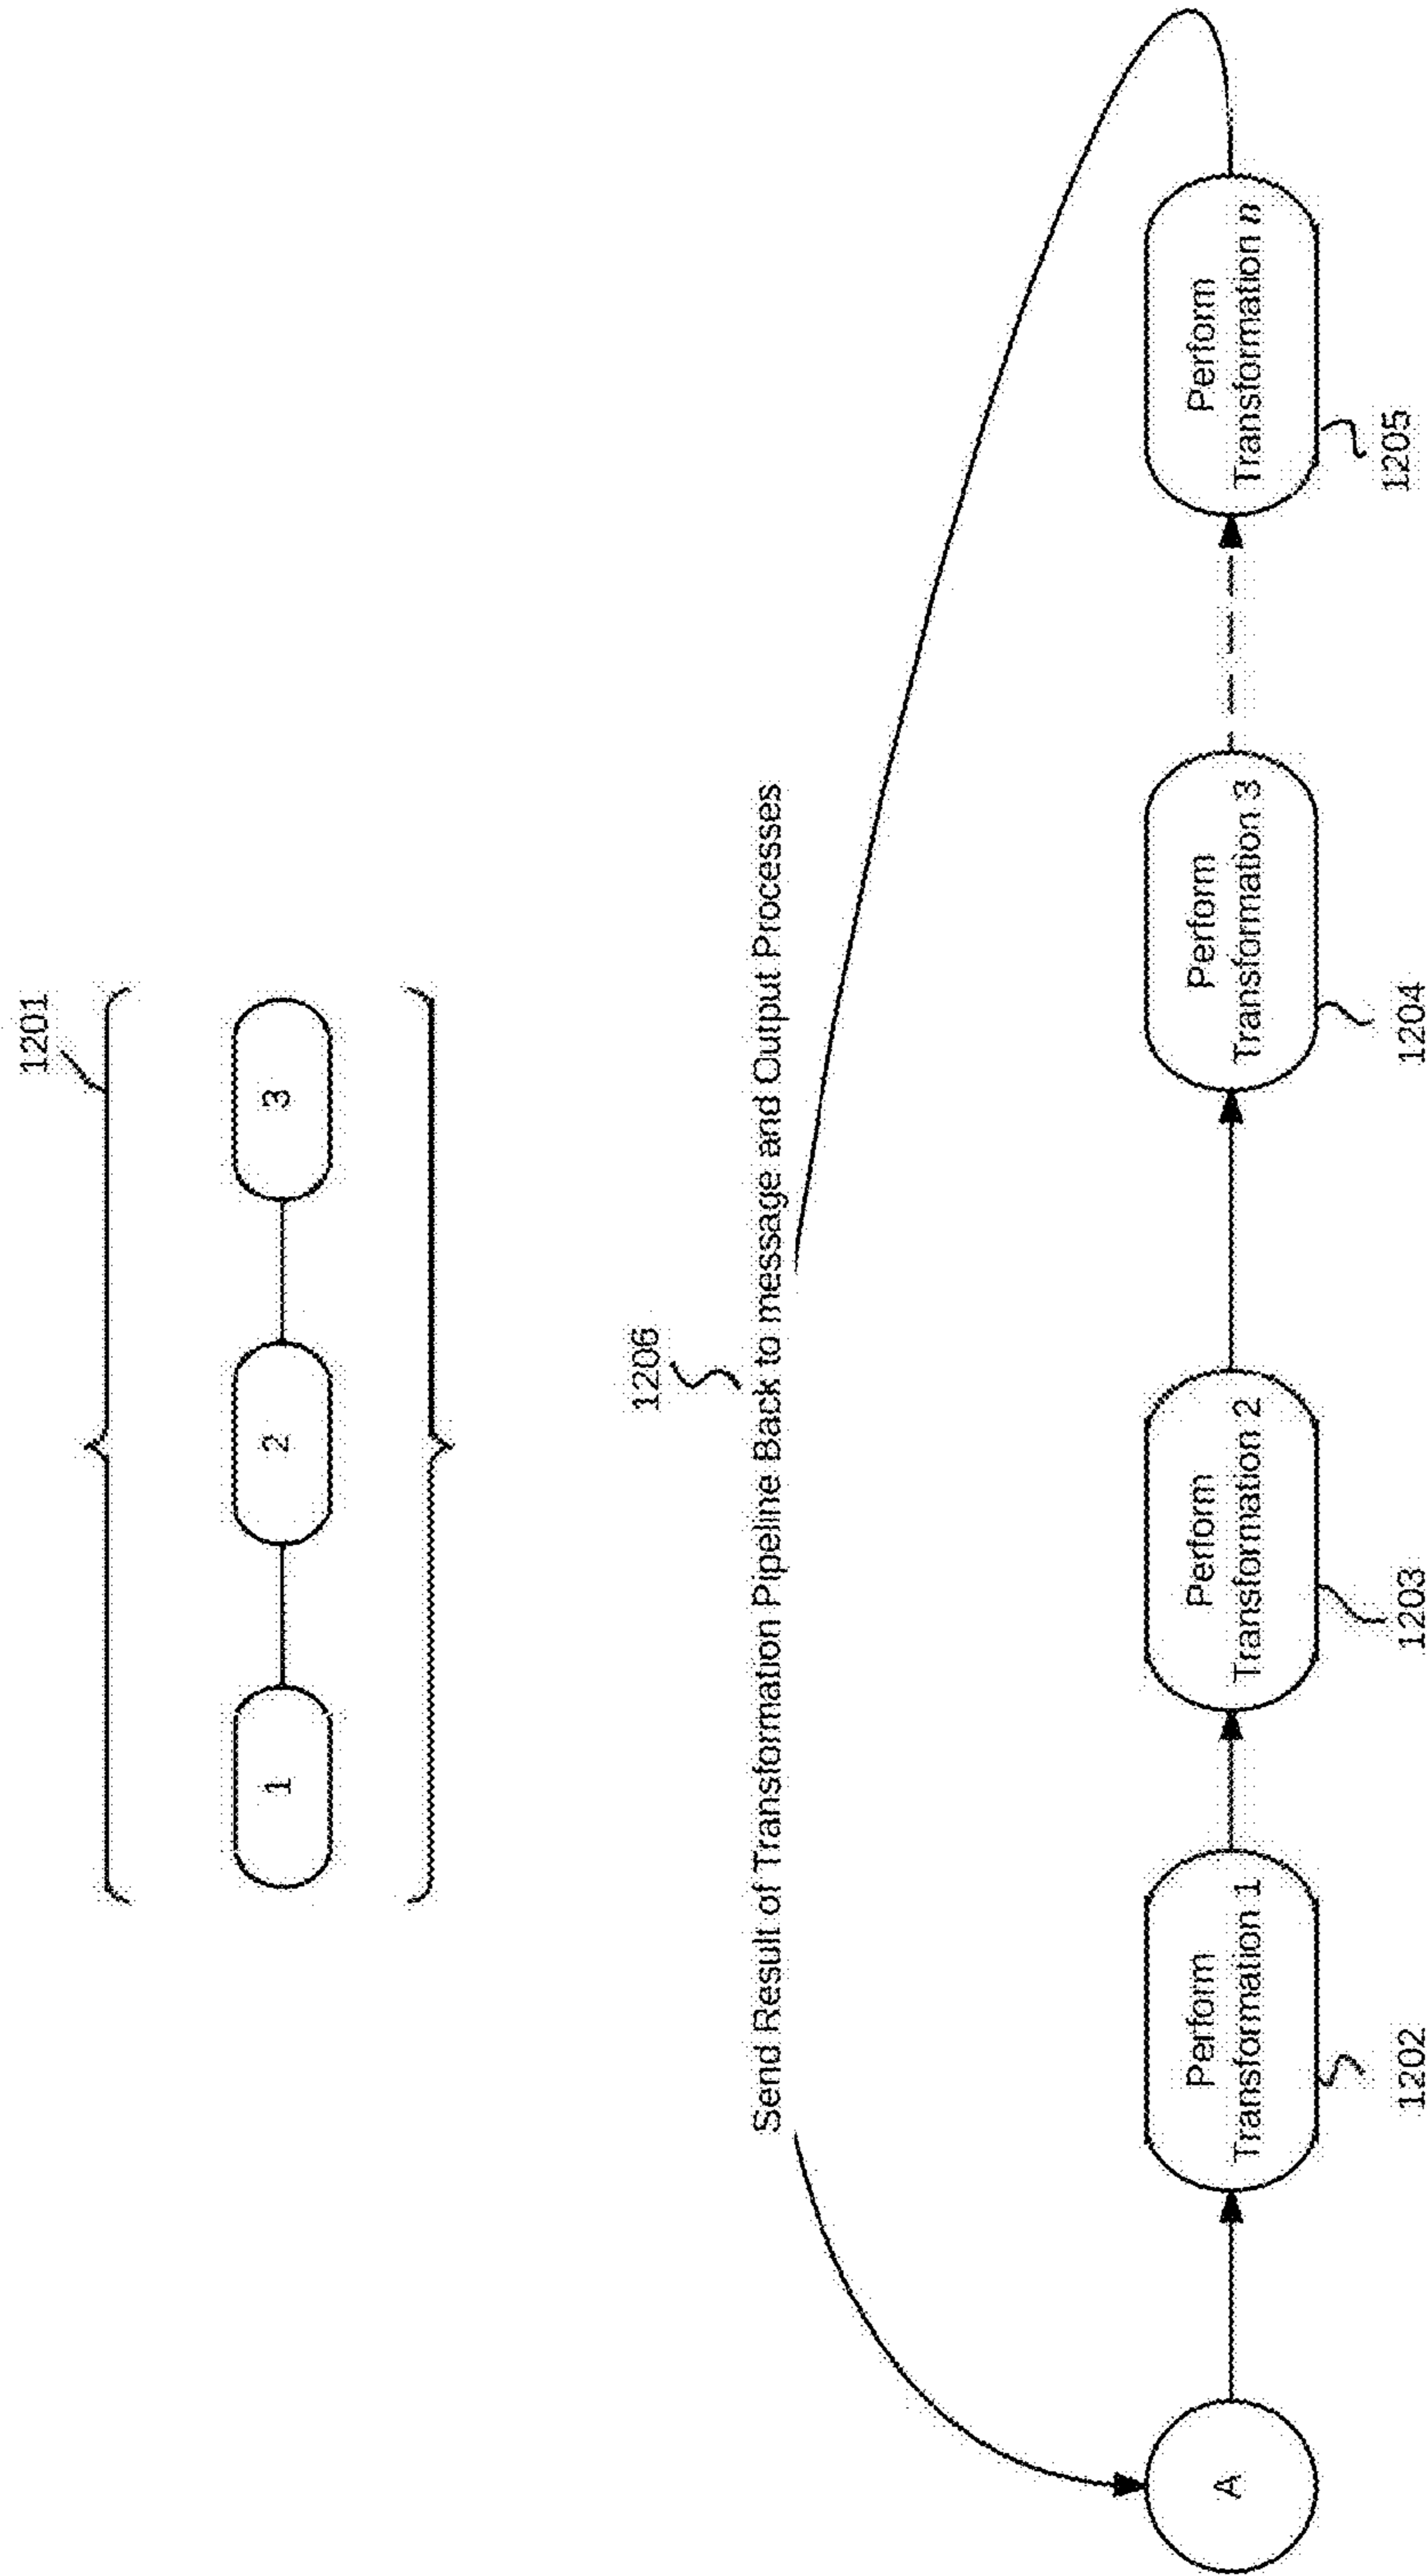 1201
1
2
3
1206
Send Result of Transformation Pipeline Back to message and Output Processes
A
Perform
Transformation 1
Perform
Transformation 2
Perform
Transformation 3
Perform
Transformation n
1202
1203
1204
1205